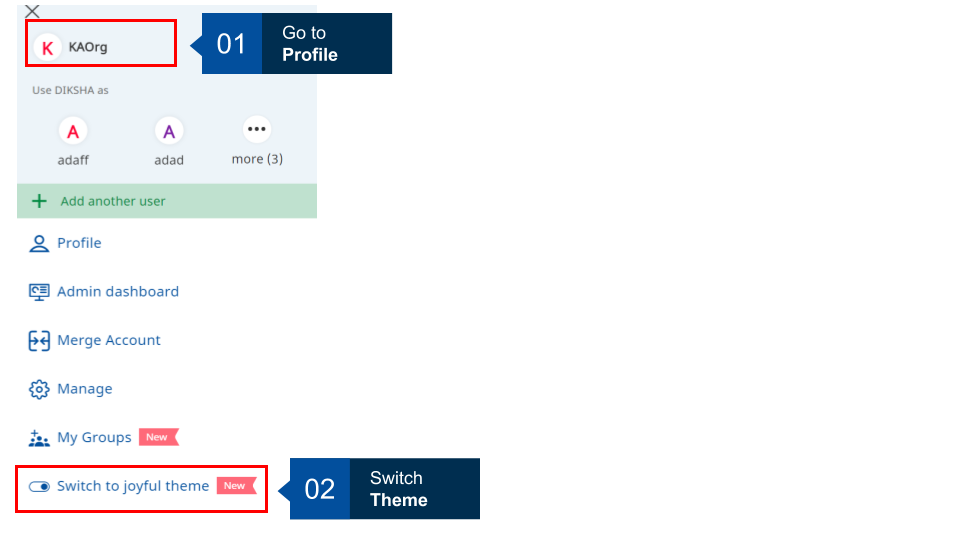 K KAOrg
01
Go to
Profile
Use DIKSHA as
A
A
adaff
adad
more (3)
+ Add another user
Profile
Admin dashboard
Merge Account
Manage
My Groups New
Switch to joyful theme New
02
Switch
Theme